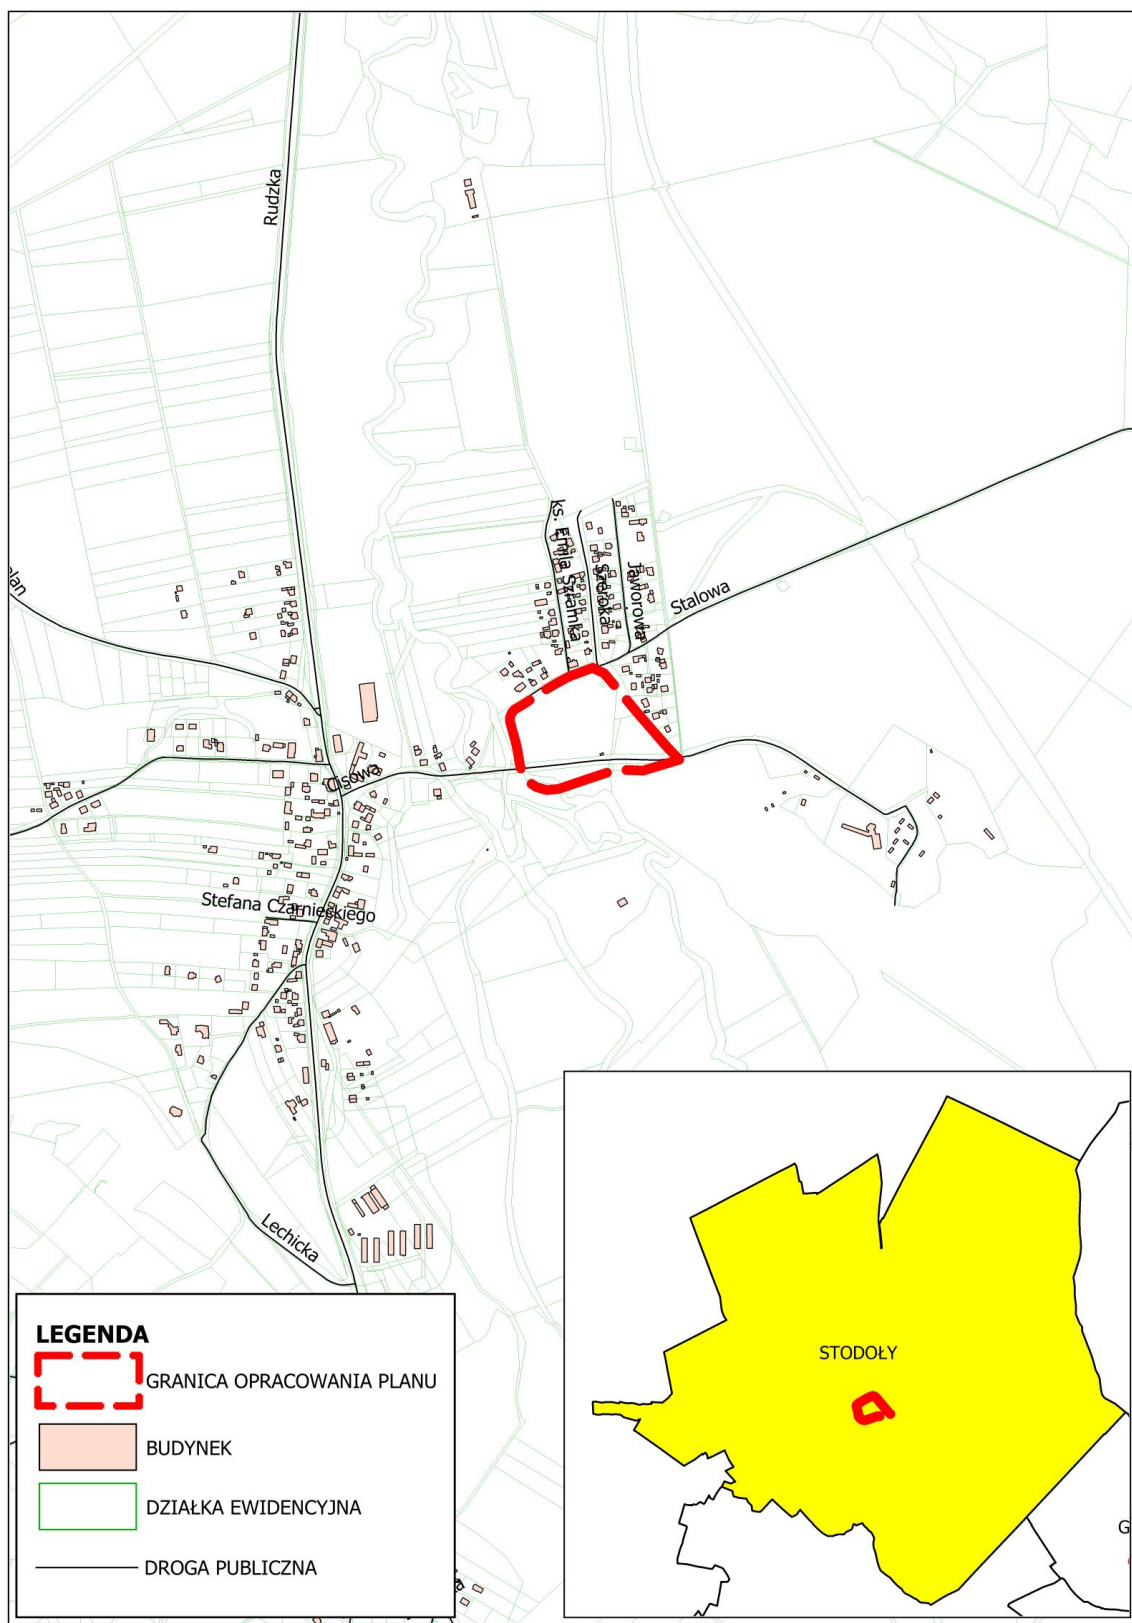 Rudzka
ks. Emila Szramka
Szeroka
Jaworowa
Stalowa
Cisowa
Stefana Czarnieckiego
Lechicka
LEGENDA
GRANICA OPRACOWANIA PLANU
BUDYNEK
DZIAŁKA EWIDENCYJNA
DROGA PUBLICZNA
STODOŁY
G